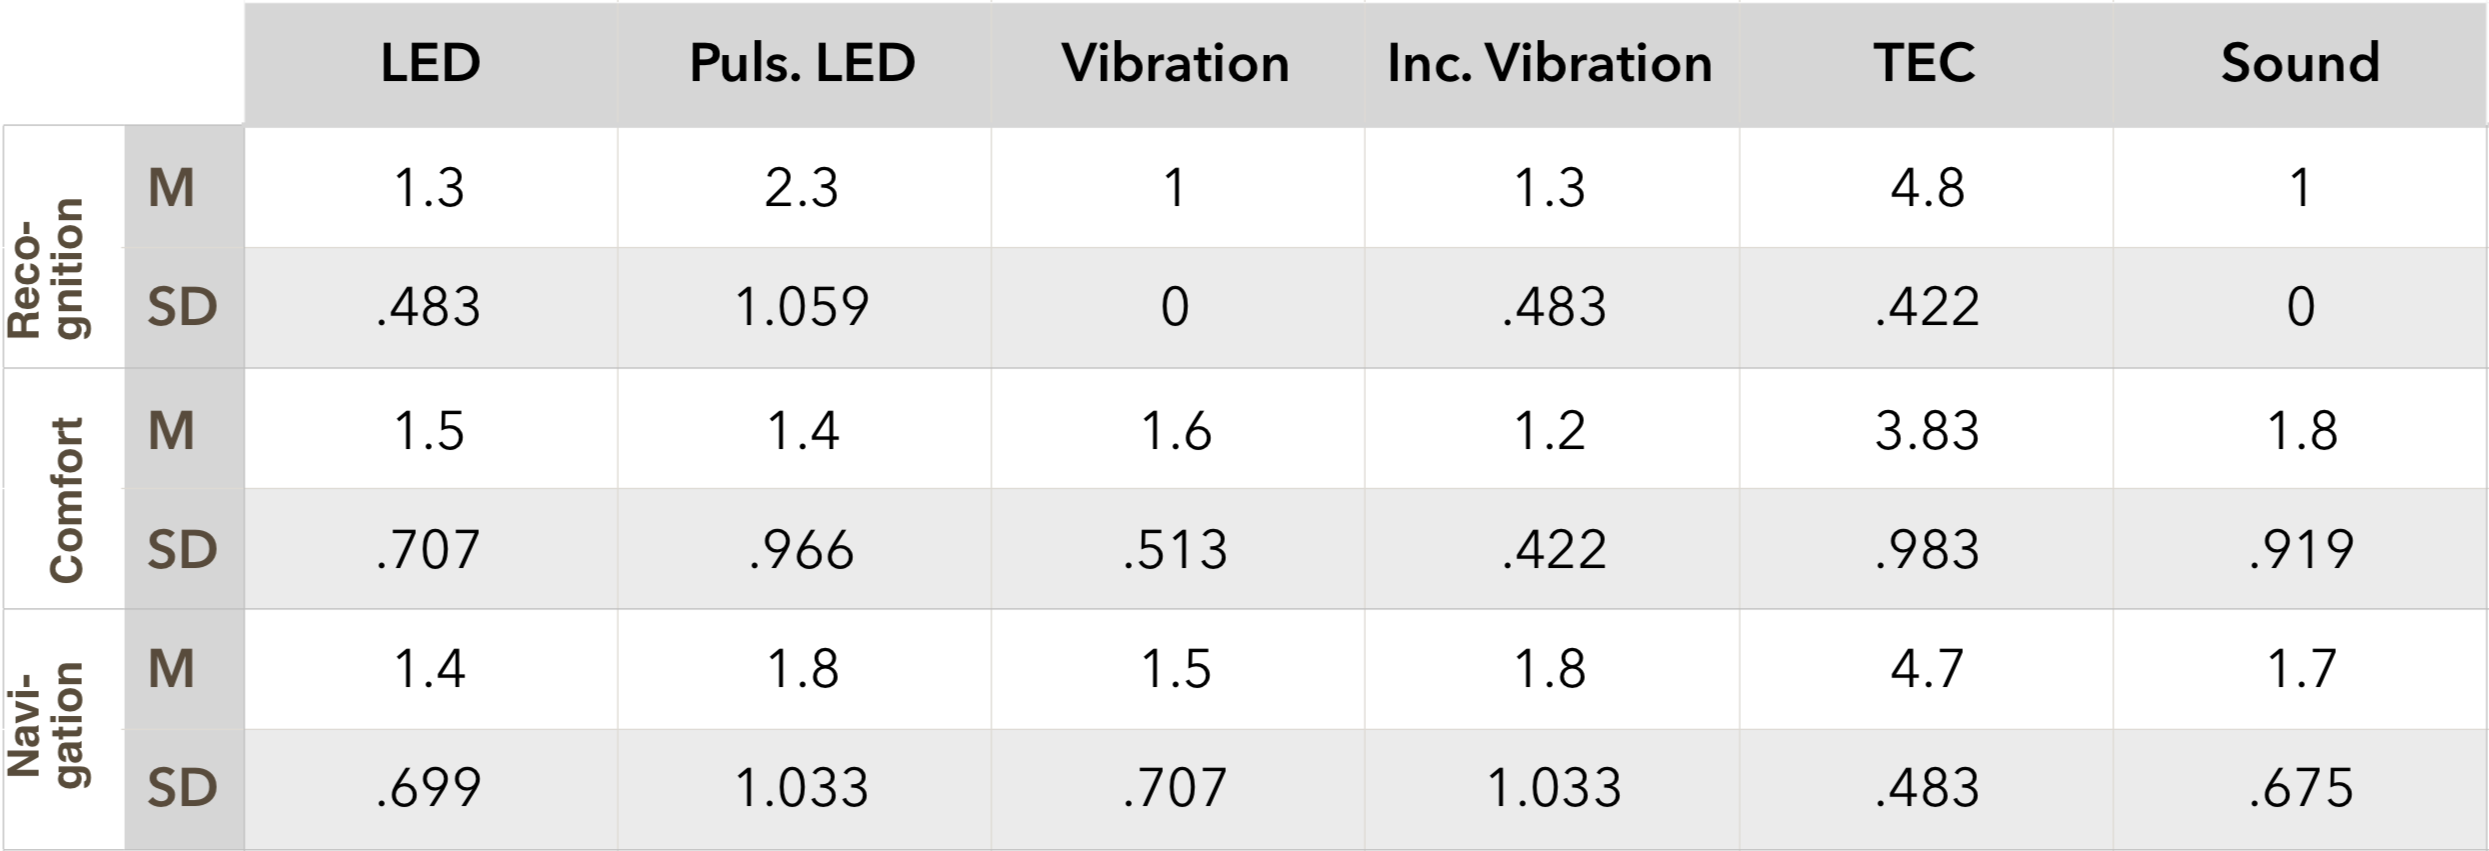 LED Puls. LED Vibration Inc. Vibration TEC Sound
Reco-
gnition
M 1.3 2.3 1 1.3 4.8 1
SD .483 1.059 0 .483 .422 0
Comfort
M 1.5 1.4 1.6 1.2 3.83 1.8
SD .707 .966 .513 .422 .983 .919
Navi-
gation
M 1.4 1.8 1.5 1.8 4.7 1.7
SD .699 1.033 .707 1.033 .483 .675